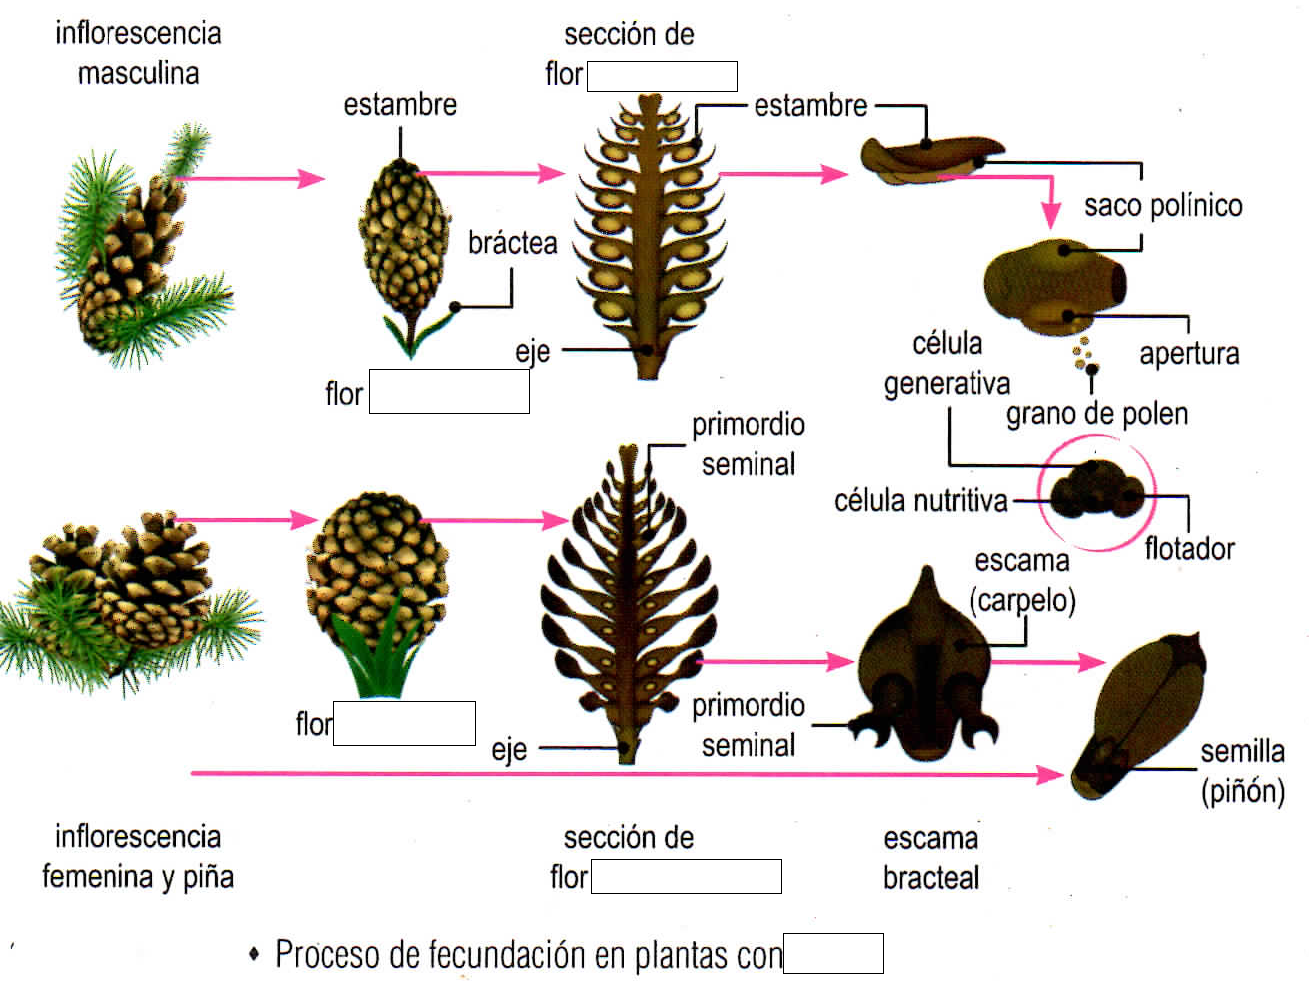 inflorescencia
masculina
sección de
flor
estambre
estambre
bráctea
saco polínico
eje
flor
apertura
célula
generativa
grano de polen
primordio
seminal
célula nutritiva
flotador
escama
(carpelo)
flor
eje
primordio
seminal
semilla
(piñón)
inflorescencia
femenina y piña
sección de
flor
escama
bracteal
• Proceso de fecundación en plantas con